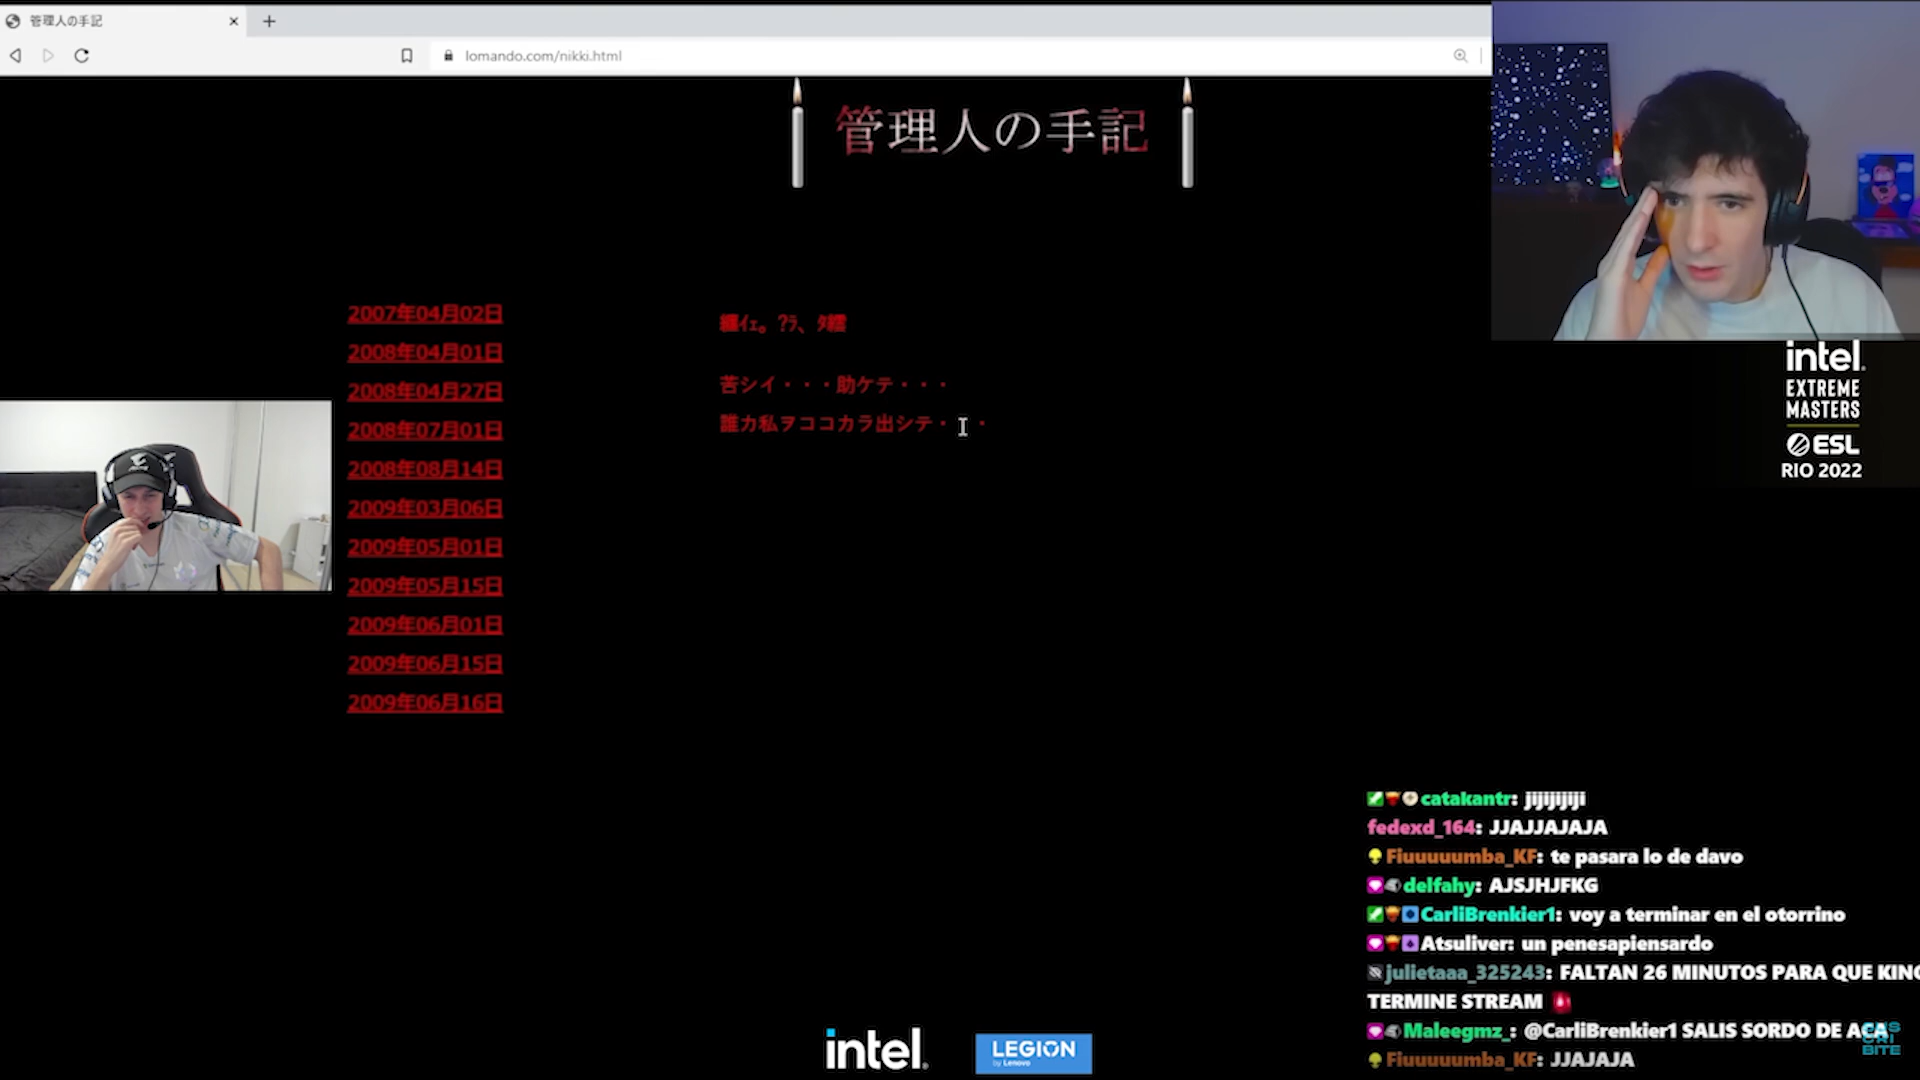 管理人の手記
lomando.com/nikki.html
管理人の手記
2007年04月02日
2008年04月01日
2008年04月27日
2008年07月01日
2008年08月14日
2009年03月06日
2009年05月01日
2009年05月15日
2009年06月01日
2009年06月15日
2009年06月16日
苦シイ・・・助ケテ・・・
誰カ私ヲココカラ出シテ・・・
intel.
EXTREME
MASTERS
ESL
RIO 2022
catakantr: jijijijijiji
fedexd_164: JJAJJAJAJA
Fiuuuuumba_KF: te pasara lo de davo
delfahy: AJSJHJFKG
CarliBrenkier1: voy a terminar en el otorrino
Atsuliver: un penesapiensardo
julietaaa_325243: FALTAN 26 MINUTOS PARA QUE KING
TERMINE STREAM
Maleegmz_: @CarliBrenkier1 SALIS SORDO DE ACA
Fiuuuuumba_KF: JJAJAJA
intel.
LEGION
by Lenovo